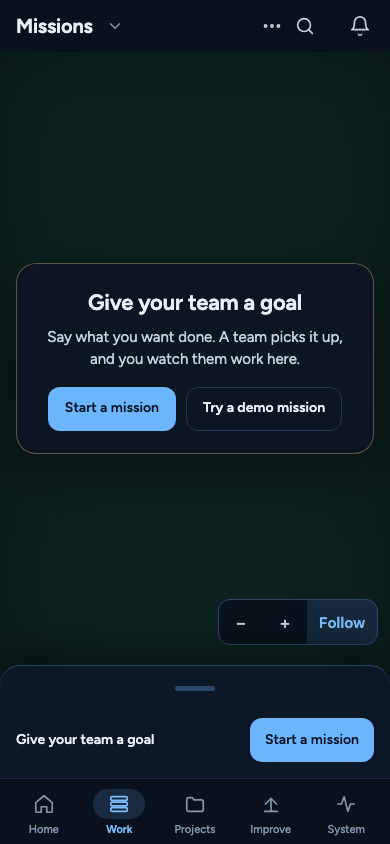 Missions
Give your team a goal
Say what you want done. A team picks it up,
and you watch them work here.
Start a mission
Try a demo mission
− + Follow
Give your team a goal
Start a mission
Home Work Projects Improve System